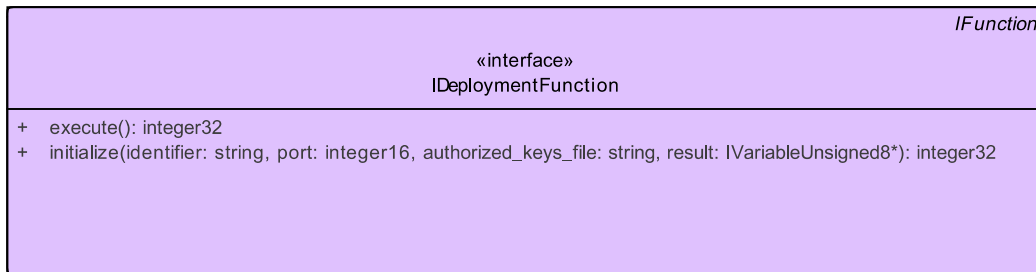 IFunction
«interface»
IDeploymentFunction
+ execute(): integer32
+ initialize(identifier: string, port: integer16, authorized_keys_file: string, result: IVariableUnsigned8*): integer32